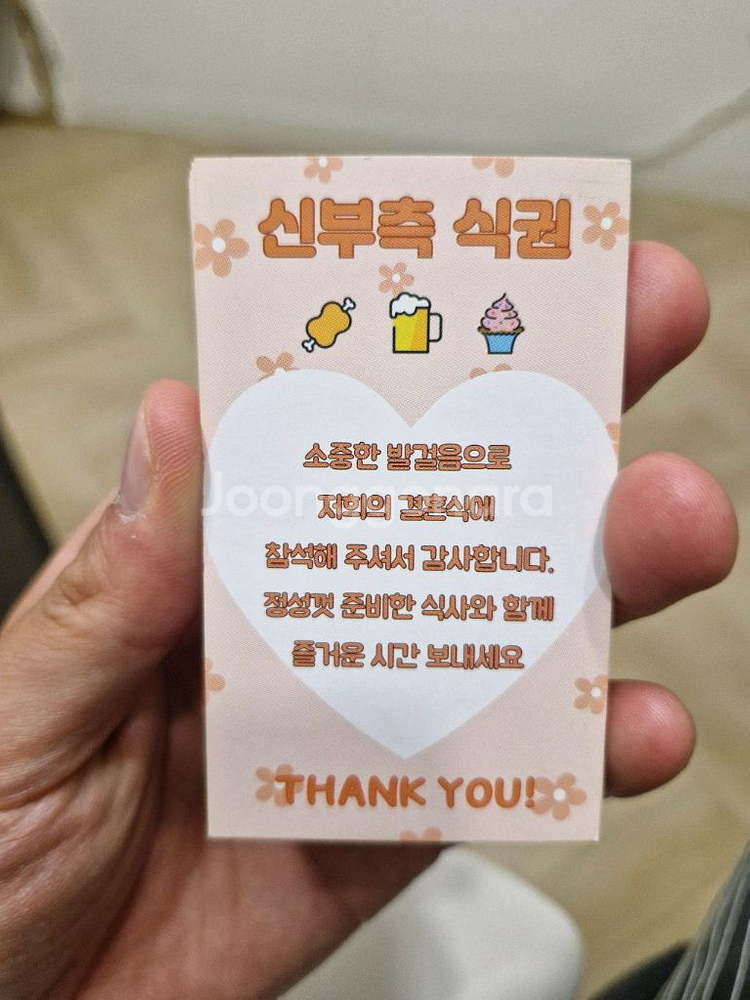 신부측 식권
소중한 발걸음으로
저희의 결혼식에
참석해 주셔서 감사합니다.
정성껏 준비한 식사와 함께
즐거운 시간 보내세요
THANK YOU!
Joonggonara